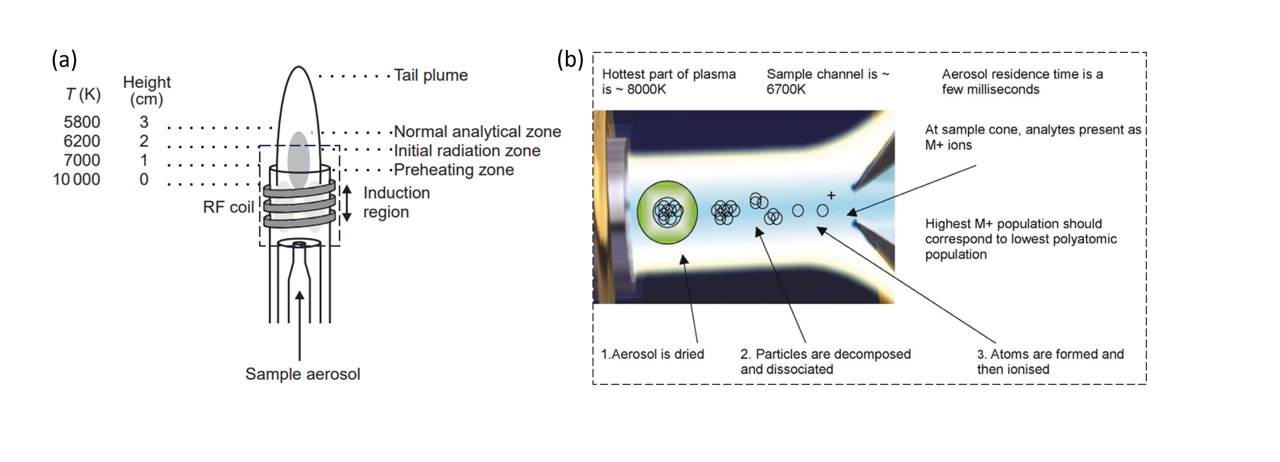 (a)
T (K)
Height
(cm)
5800 3
6200 2
7000 1
10 000 0
Tail plume
Normal analytical zone
Initial radiation zone
Preheating zone
RF coil
Induction
region
Sample aerosol
(b)
Hottest part of plasma
is ~ 8000K
Sample channel is ~
6700K
Aerosol residence time is a
few milliseconds
At sample cone, analytes present as
M+ ions
+
Highest M+ population should
correspond to lowest polyatomic
population
1.Aerosol is dried
2. Particles are decomposed
and dissociated
3. Atoms are formed and
then ionised